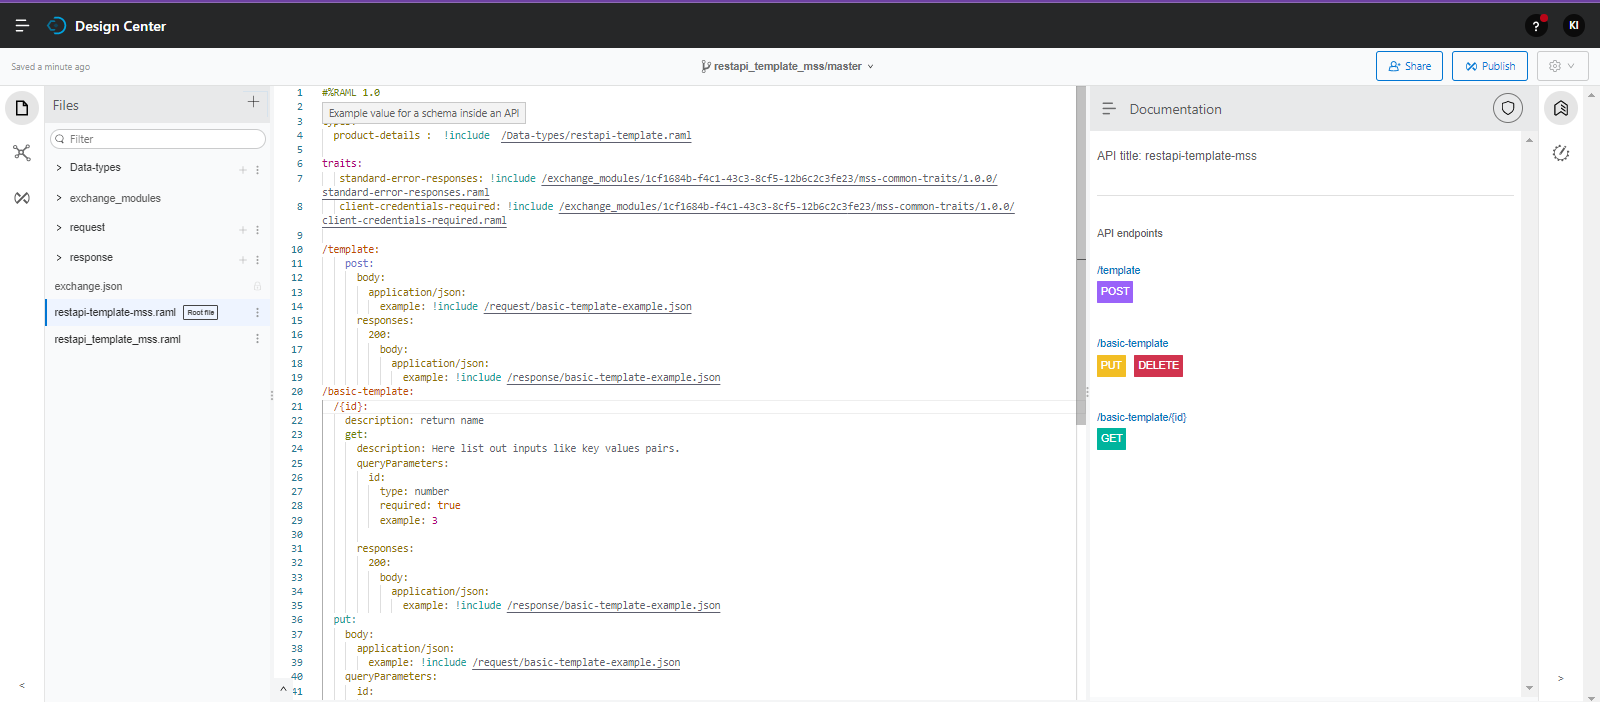 Design Center
?
KI
Saved a minute ago
restapi_template_mss/master
Share
Publish
Files
Filter
Data-types
exchange_modules
request
response
exchange.json
restapi-template-mss.raml Root file
restapi_template_mss.raml
1 #%RAML 1.0
2
Example value for a schema inside an API
3
4 product-details : !include /Data-types/restapi-template.raml
5
6 traits:
7 standard-error-responses: !include /exchange_modules/1cf1684b-f4c1-43c3-8cf5-12b6c2c3fe23/mss-common-traits/1.0.0/
standard-error-responses.raml
8 client-credentials-required: !include /exchange_modules/1cf1684b-f4c1-43c3-8cf5-12b6c2c3fe23/mss-common-traits/1.0.0/
client-credentials-required.raml
9
10 /template:
11 post:
12 body:
13 application/json:
14 example: !include /request/basic-template-example.json
15 responses:
16 200:
17 body:
18 application/json:
19 example: !include /response/basic-template-example.json
20 /basic-template:
21 /{id}:
22 description: return name
23 get:
24 description: Here list out inputs like key values pairs.
25 queryParameters:
26 id:
27 type: number
28 required: true
29 example: 3
30
31 responses:
32 200:
33 body:
34 application/json:
35 example: !include /response/basic-template-example.json
36 put:
37 body:
38 application/json:
39 example: !include /request/basic-template-example.json
40 queryParameters:
41 id:
Documentation
API title: restapi-template-mss
API endpoints
/template
POST
/basic-template
PUT DELETE
/basic-template/{id}
GET